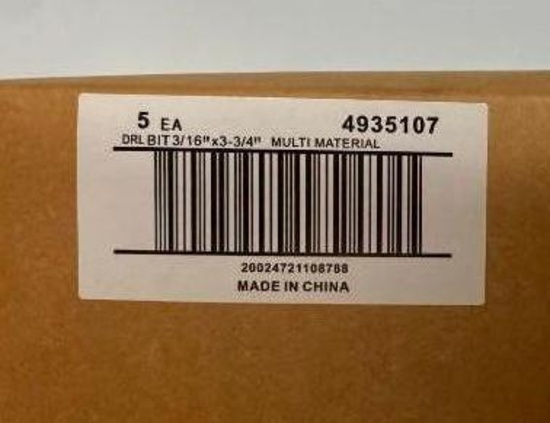 5 EA 4935107
DRL BIT 3/16"x3-3/4" MULTI MATERIAL
20024721108788
MADE IN CHINA